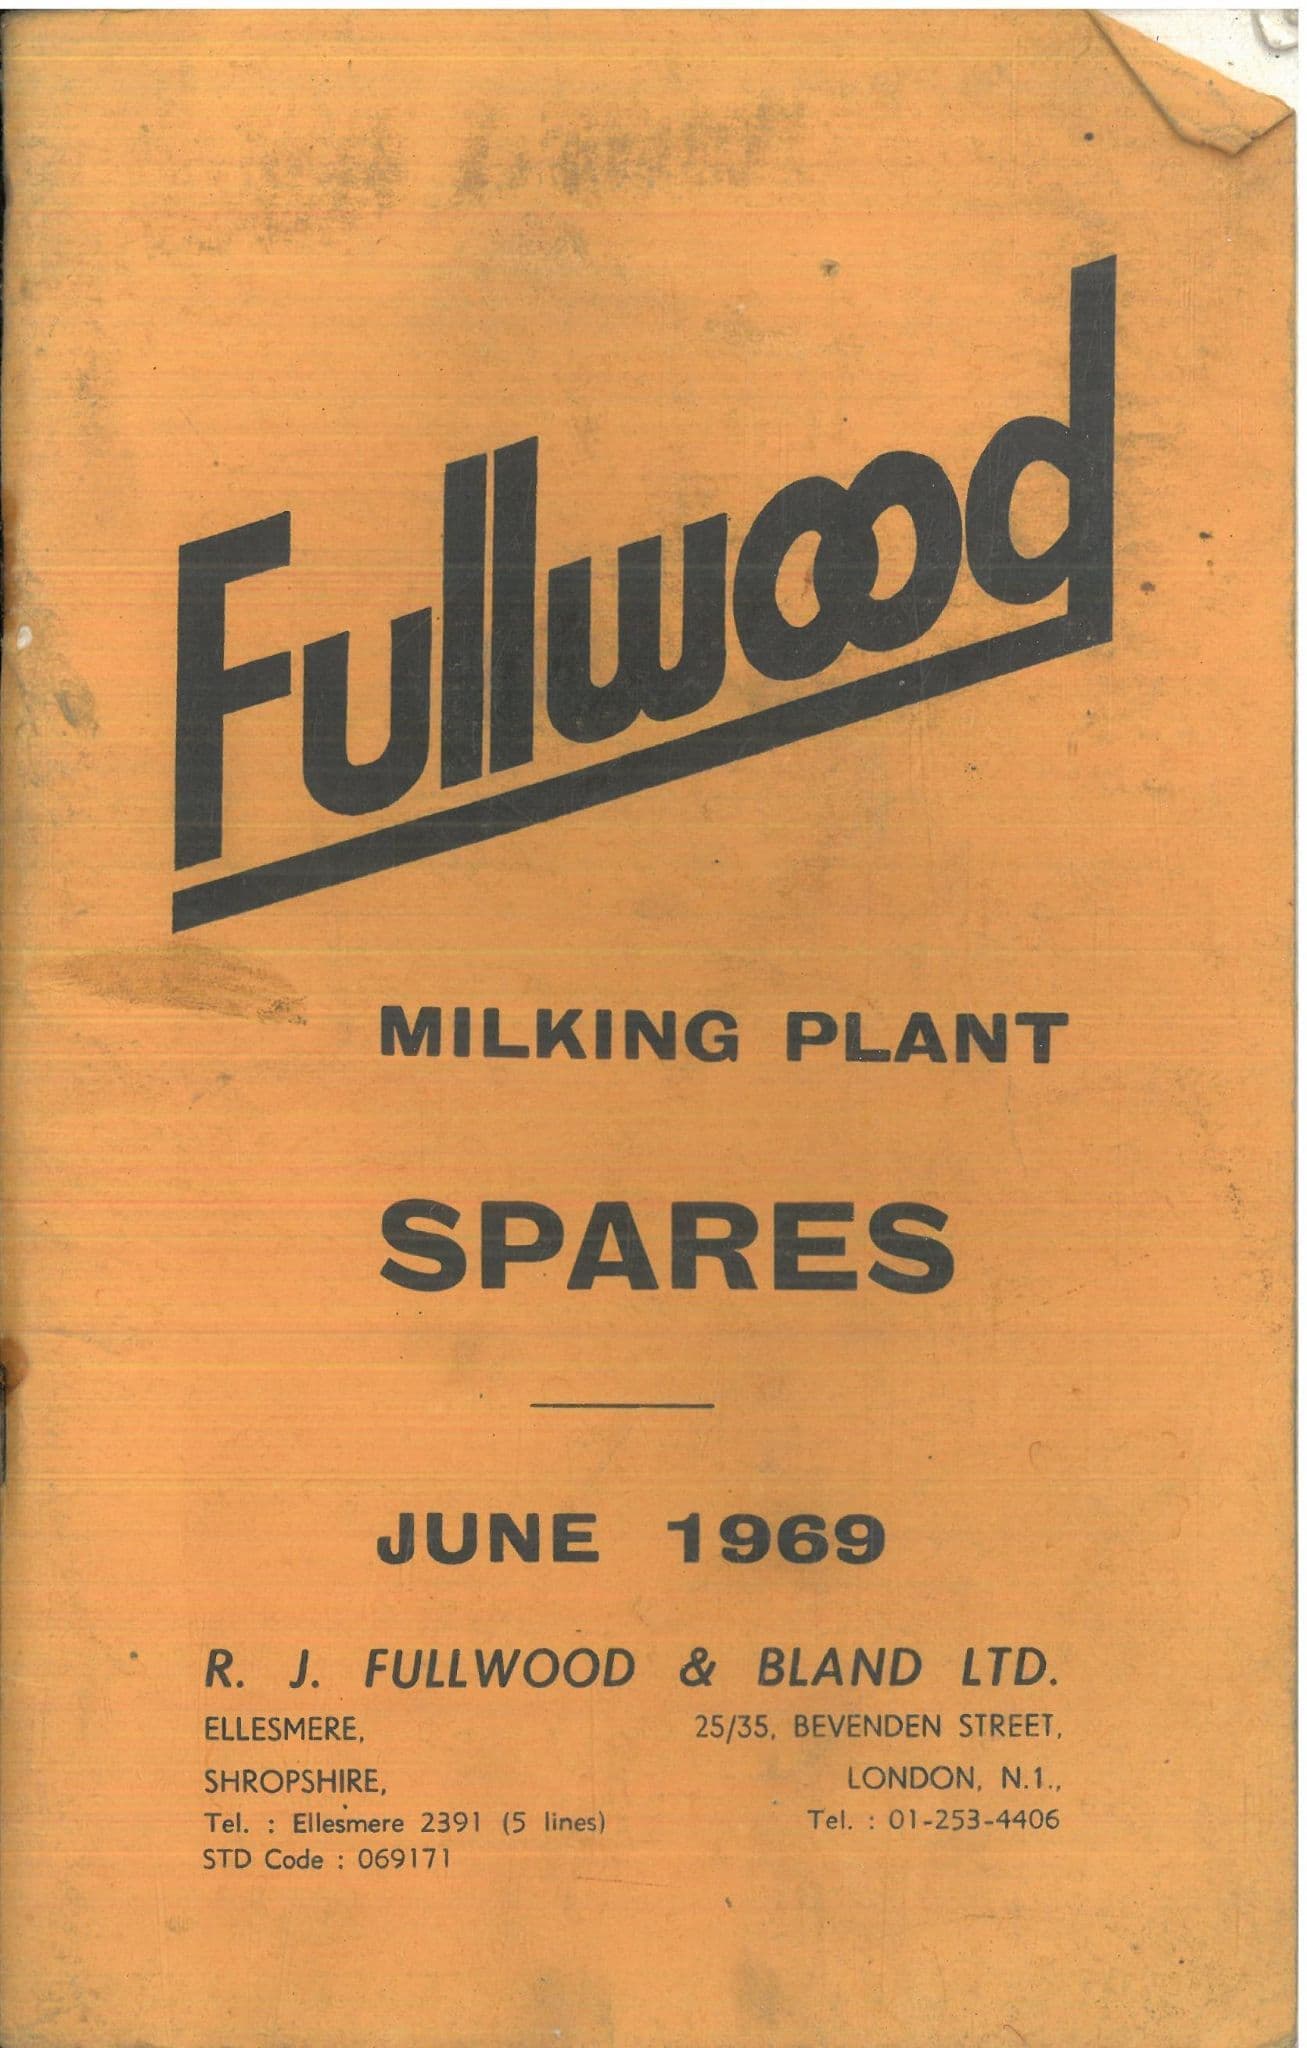 Fullwood
MILKING PLANT
SPARES
JUNE 1969
R. J. FULLWOOD & BLAND LTD.
ELLESMERE,
25/35, BEVENDEN STREET,
SHROPSHIRE,
LONDON, N.1.,
Tel. : Ellesmere 2391 (5 lines)
Tel. : 01-253-4406
STD Code : 069171